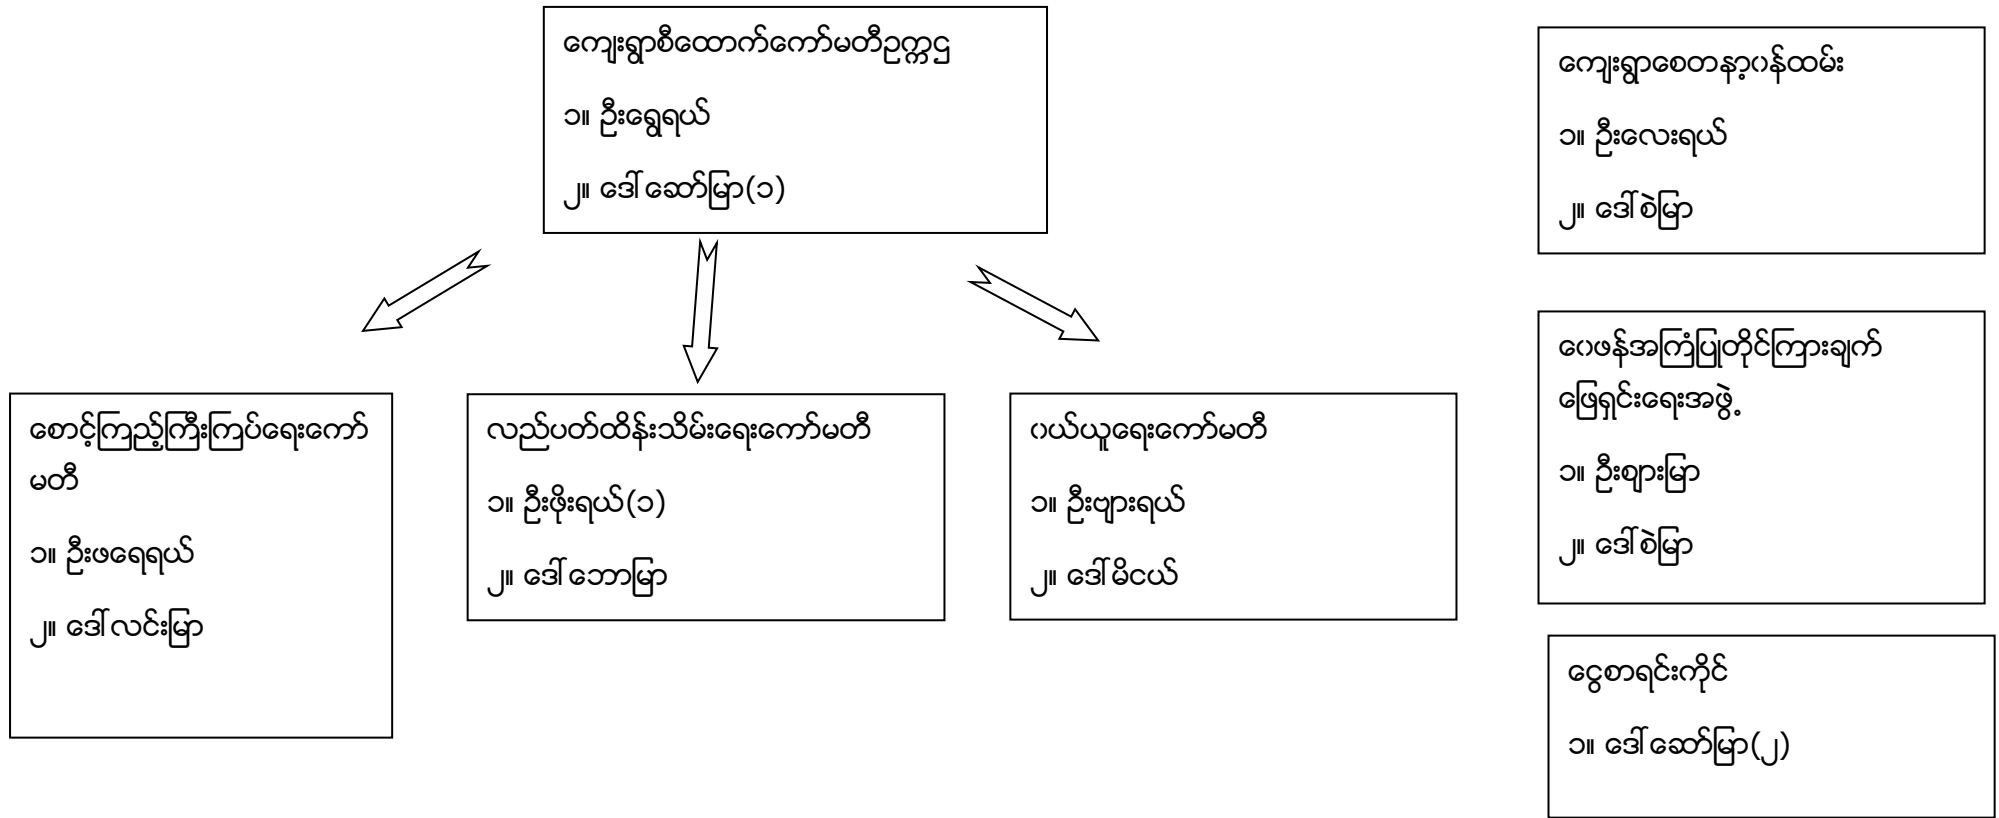 ကျေးရွာစီထောက်ကော်မတီဥက္ကဌ
၁။ ဦးရွှေရယ်
၂။ ဒေါ်ဆော်မြာ(၁)
ကျေးရွာစေတနာ့ဝန်ထမ်း
၁။ ဦးလေးရယ်
၂။ ဒေါ်စဲမြာ
ဝေဖန်အကြံပြုတိုင်ကြားချက်
ဖြေရှင်းရေးအဖွဲ့
၁။ ဦးဈားမြာ
၂။ ဒေါ်စဲမြာ
စောင့်ကြည့်ကြီးကြပ်ရေးကော်
မတီ
၁။ ဦးဖရေရယ်
၂။ ဒေါ်လင်းမြာ
လည်ပတ်ထိန်းသိမ်းရေးကော်မတီ
၁။ ဦးဖိုးရယ်(၁)
၂။ ဒေါ်ဘောမြာ
ဝယ်ယူရေးကော်မတီ
၁။ ဦးဗျားရယ်
၂။ ဒေါ်မိငယ်
ငွေစာရင်းကိုင်
၁။ ဒေါ်ဆော်မြာ(၂)